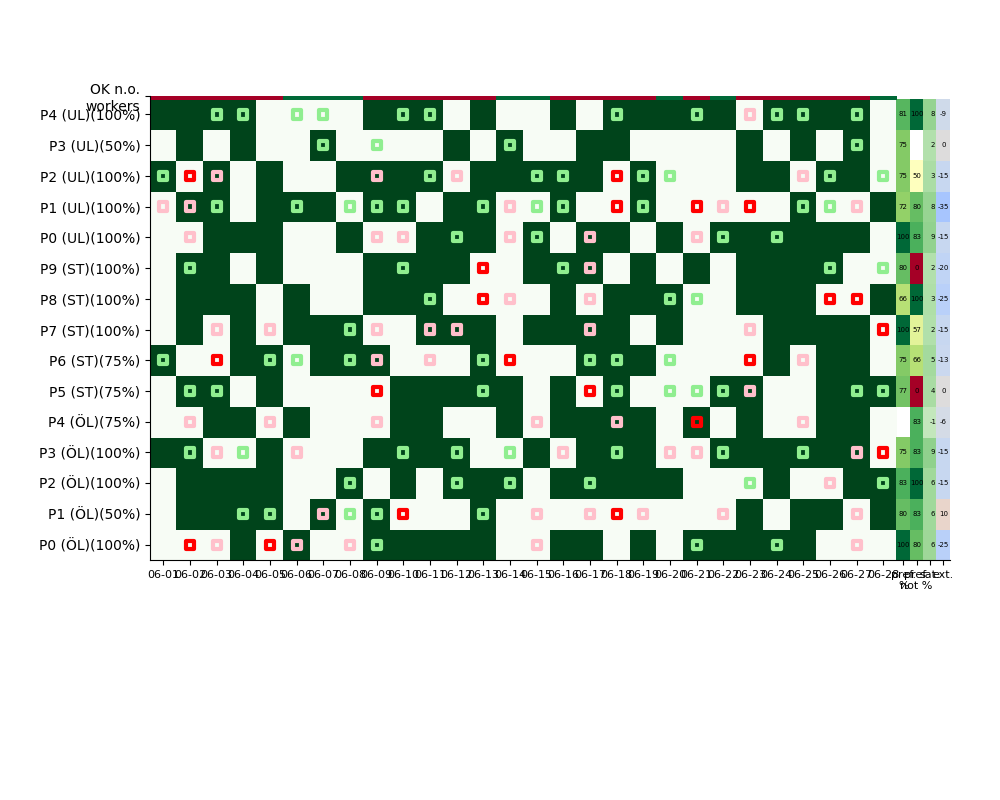 OK n.o.
workers
P4 (UL)(100%)
81 100 8 -9
P3 (UL)(50%)
75 2 0
P2 (UL)(100%)
75 50 3 -15
P1 (UL)(100%)
72 80 8 -35
P0 (UL)(100%)
100 83 9 -15
P9 (ST)(100%)
80 0 2 -20
P8 (ST)(100%)
66 100 3 -25
P7 (ST)(100%)
100 57 2 -15
P6 (ST)(75%)
75 66 5 -13
P5 (ST)(75%)
77 0 4 0
P4 (ÖL)(75%)
83 -1 -6
P3 (ÖL)(100%)
75 83 9 -15
P2 (ÖL)(100%)
83 100 6 -15
P1 (ÖL)(50%)
80 83 6 10
P0 (ÖL)(100%)
100 80 6 -25
06-01 06-02 06-03 06-04 06-05 06-06 06-07 06-08 06-09 06-10 06-11 06-12 06-13 06-14 06-15 06-16 06-17 06-18 06-19 06-20 06-21 06-22 06-23 06-24 06-25 06-26 06-27 06-28 ext.
not %